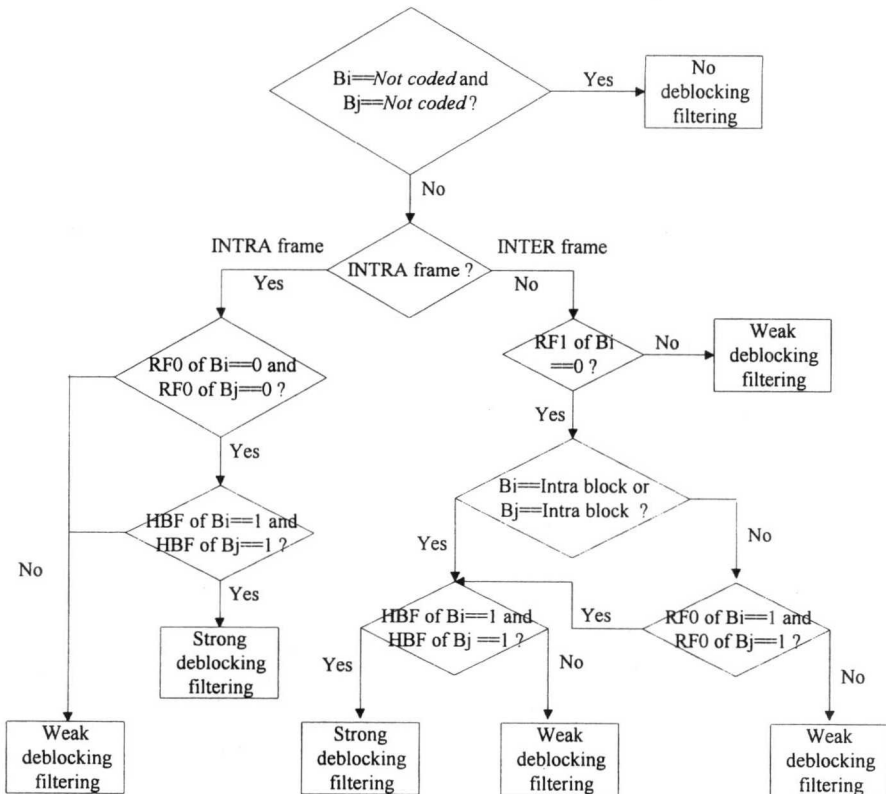 Bi==Not coded and
Bj==Not coded ?
Yes
No
deblocking
filtering
No
INTRA frame
INTER frame
INTRA frame ?
Yes
No
RF0 of Bi==0 and
RF0 of Bj==0 ?
RF1 of Bi
==0 ?
No
Weak
deblocking
filtering
Yes
Yes
HBF of Bi==1 and
HBF of Bj==1 ?
Bi==Intra block or
Bj==Intra block ?
No
Yes
Yes
No
Strong
deblocking
filtering
HBF of Bi==1 and
HBF of Bj ==1 ?
Yes
RF0 of Bi==1 and
RF0 of Bj==1 ?
Yes
No
No
Weak
deblocking
filtering
Strong
deblocking
filtering
Weak
deblocking
filtering
Weak
deblocking
filtering